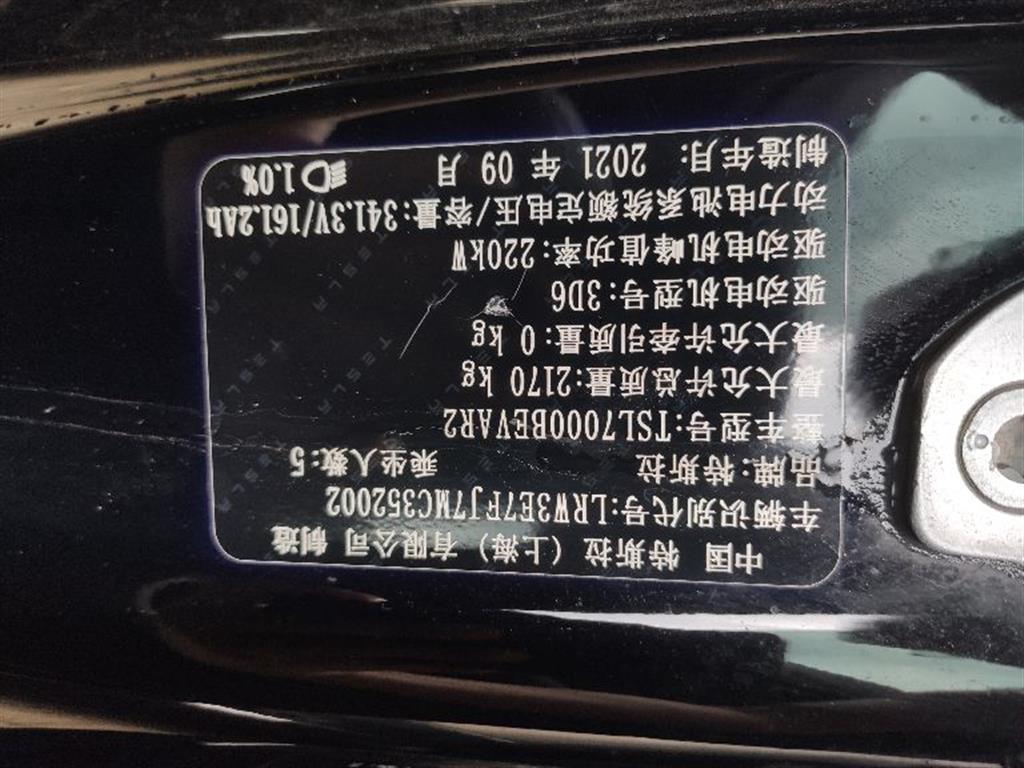 中国 特斯拉（上海）有限公司 制造
车辆识别代号:LRW3E7FJ7MC352002
品牌:特斯拉 乘坐人数:5
整车型号:TSL7000BEVAR2
最大允许总质量:2170 kg
最大允许牵引质量: 0 kg
驱动电机型号:3D6
驱动电机峰值功率:220kW
动力电池系统额定电压/容量:341.3V/161.2Ah
制造年月: 2021 年 09 月 1.0%